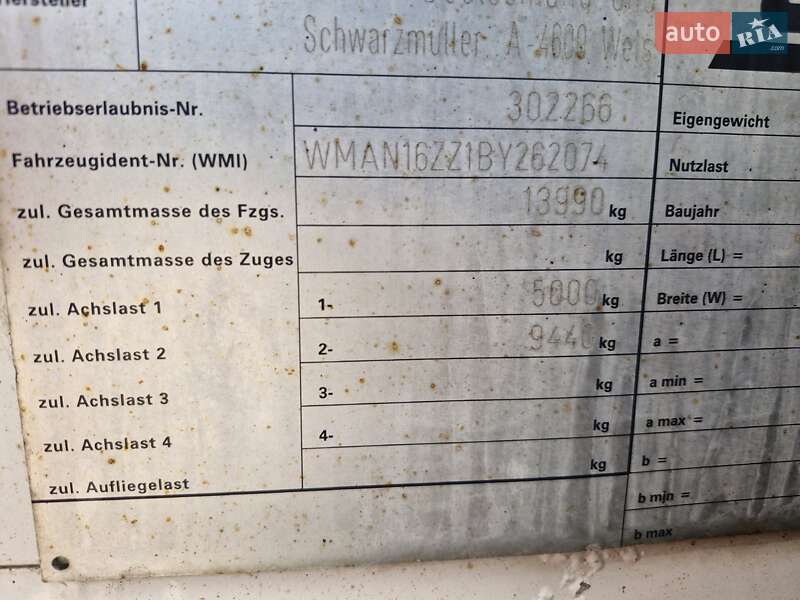 Hersteller
Schwarzmüller, A-4600 Wels
auto RIA .com
Betriebserlaubnis-Nr. 302266
Eigengewicht
Fahrzeugident-Nr. (WMI) WMAN16ZZ1BY262074
Nutzlast
zul. Gesamtmasse des Fzgs. 13990 kg
Baujahr
zul. Gesamtmasse des Zuges kg
Länge (L) =
zul. Achslast 1 1- 5000 kg
Breite (W) =
zul. Achslast 2 2- 9440 kg
a =
zul. Achslast 3 3- kg
a min =
zul. Achslast 4 4- kg
a max =
zul. Aufliegelast kg
b =
b min =
b max